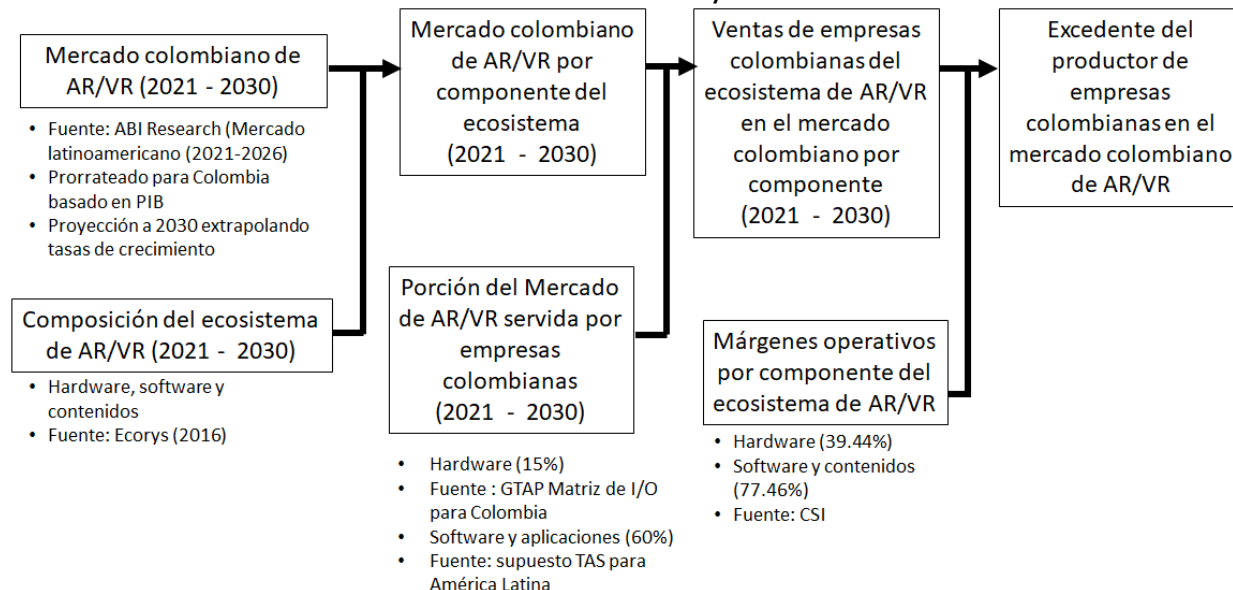 Mercado colombiano de
AR/VR (2021 - 2030)
• Fuente: ABI Research (Mercado
latinoamericano (2021-2026)
• Prorrateado para Colombia
basado en PIB
• Proyección a 2030 extrapolando
tasas de crecimiento
Composición del ecosistema
de AR/VR (2021 - 2030)
• Hardware, software y
contenidos
• Fuente: Ecorys (2016)
Mercado colombiano
de AR/VR por
componente del
ecosistema
(2021 - 2030)
Porción del Mercado
de AR/VR servida por
empresas
colombianas
(2021 - 2030)
• Hardware (15%)
• Fuente : GTAP Matriz de I/O
para Colombia
• Software y aplicaciones (60%)
• Fuente: supuesto TAS para
América Latina
Ventas de empresas
colombianas del
ecosistema de AR/VR
en el mercado
colombiano por
componente
(2021 - 2030)
Márgenes operativos
por componente del
ecosistema de AR/VR
• Hardware (39.44%)
• Software y contenidos
(77.46%)
• Fuente: CSI
Excedente del
productor de
empresas
colombianas en el
mercado colombiano
de AR/VR